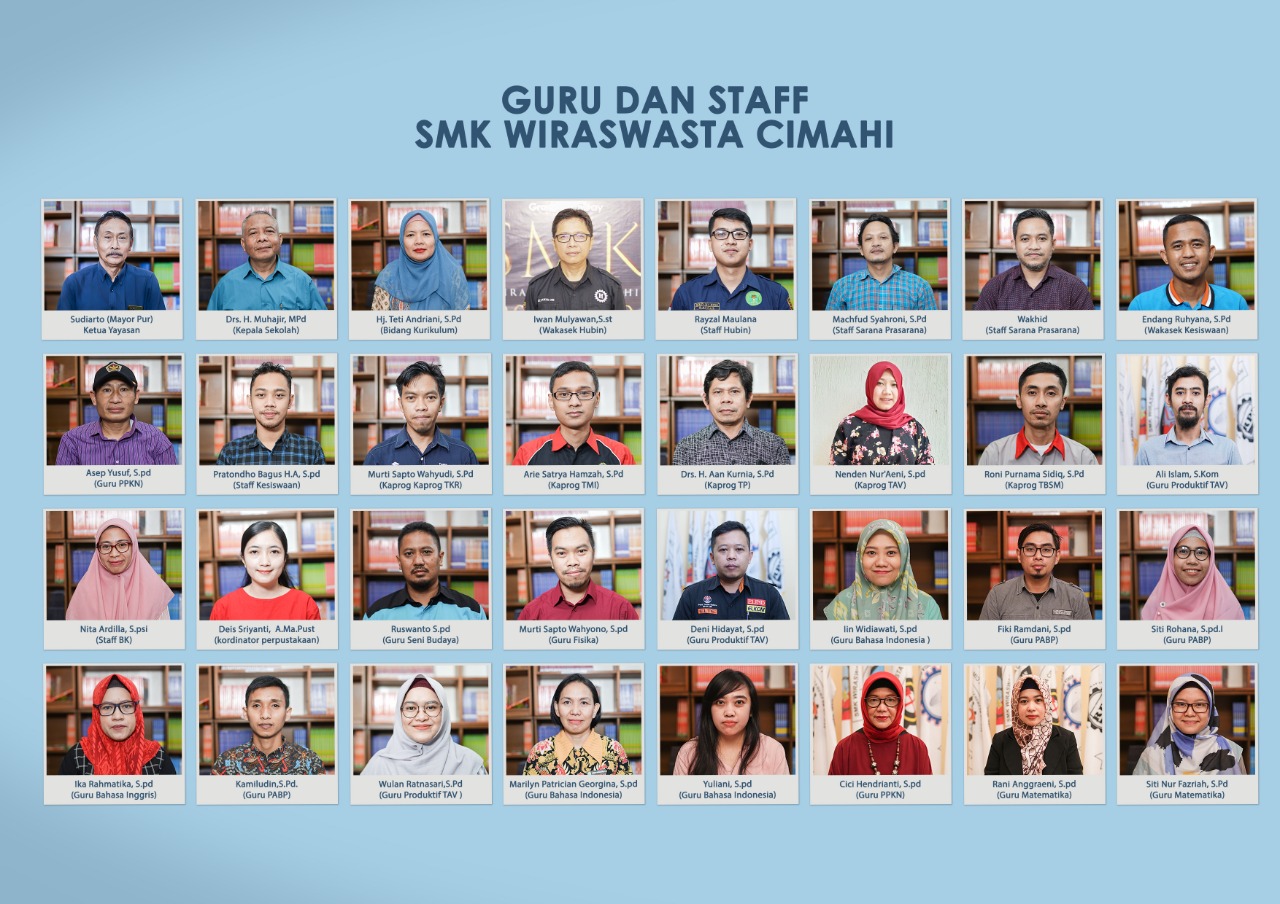 GURU DAN STAFF
SMK WIRASWASTA CIMAHI
Sudiarto (Mayor Pur)
Ketua Yayasan
Drs. H. Muhajir, MPd
(Kepala Sekolah)
Hj. Teti Andriani, S.Pd
(Bidang Kurikulum)
SMK
Iwan Mulyawan,S.st
(Wakasek Hubin)
Rayzal Maulana
(Staff Hubin)
Machfud Syahroni, S.Pd
(Staff Sarana Prasarana)
Wakhid
(Staff Sarana Prasarana)
Endang Ruhyana, S.Pd
(Wakasek Kesiswaan)
Asep Yusuf, S.pd
(Guru PPKN)
Pratondho Bagus H.A, S.pd
(Staff Kesiswaan)
Murti Sapto Wahyudi, S.Pd
(Kaprog Kaprog TKR)
Arie Satrya Hamzah, S.Pd
(Kaprog TMI)
Drs. H. Aan Kurnia, S.Pd
(Kaprog TP)
Nenden Nur'Aeni, S.pd
(Kaprog TAV)
Roni Purnama Sidiq, S.Pd
(Kaprog TBSM)
Ali Islam, S.Kom
(Guru Produktif TAV)
Nita Ardilla, S.psi
(Staff BK)
Deis Sriyanti,  A.Ma.Pust
(kordinator perpustakaan)
Ruswanto S.pd
(Guru Seni Budaya)
Murti Sapto Wahyono, S.pd
(Guru Fisika)
Deni Hidayat, S.pd
(Guru Produktif TAV)
Iin Widiawati, S.pd
(Guru Bahasa Indonesia )
Fiki Ramdani, S.pd
(Guru PABP)
Siti Rohana, S.pd.I
(Guru PABP)
Ika Rahmatika, S.pd
(Guru Bahasa Inggris)
Kamiludin,S.Pd.
(Guru PABP)
Wulan Ratnasari,S.Pd
(Guru Produktif TAV )
Marilyn Patrician Georgina, S.pd
(Guru Bahasa Indonesia)
Yuliani, S.pd
(Guru Bahasa Indonesia)
Cici Hendrianti, S.pd
(Guru PPKN)
Rani Anggraeni, S.pd
(Guru Matematika)
Siti Nur Fazriah, S.Pd
(Guru Matematika)